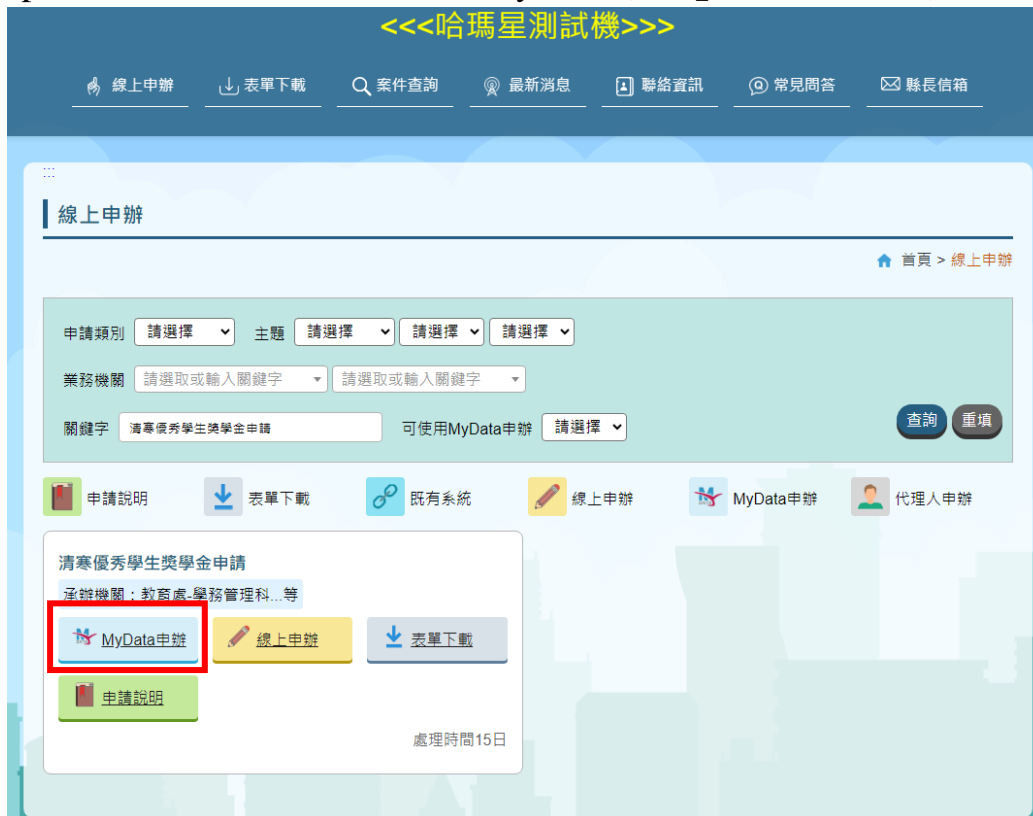 <<<哈瑪星測試機>>>
線上申辦 表單下載 案件查詢 最新消息 聯絡資訊 常見問答 縣長信箱
:::
線上申辦
首頁 > 線上申辦
申請類別 請選擇 主題 請選擇 請選擇 請選擇
業務機關 請選取或輸入關鍵字 請選取或輸入關鍵字
關鍵字 清寒優秀學生獎學金申請 可使用MyData申辦 請選擇 查詢 重填
申請說明 表單下載 既有系統 線上申辦 MyData申辦 代理人申辦
清寒優秀學生獎學金申請
承辦機關：教育處-學務管理科...等
MyData申辦 線上申辦 表單下載
申請說明
處理時間15日